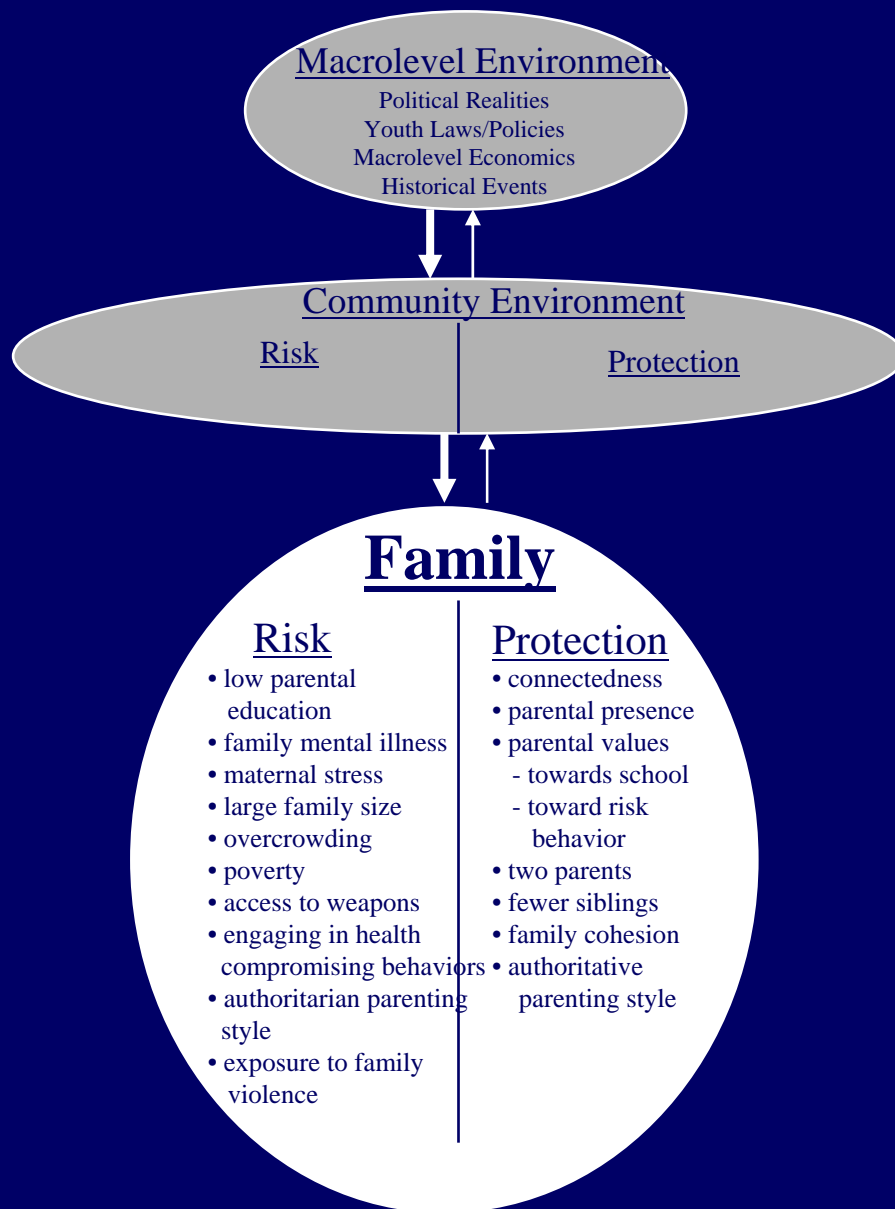 Macrolevel Environment
Political Realities
Youth Laws/Policies
Macrolevel Economics
Historical Events
Community Environment
Risk
Protection
Family
Risk
• low parental
education
• family mental illness
• maternal stress
• large family size
• overcrowding
• poverty
• access to weapons
• engaging in health
compromising behaviors
• authoritarian parenting
style
• exposure to family
violence
Protection
• connectedness
• parental presence
• parental values
- towards school
- toward risk
behavior
• two parents
• fewer siblings
• family cohesion
• authoritative
parenting style